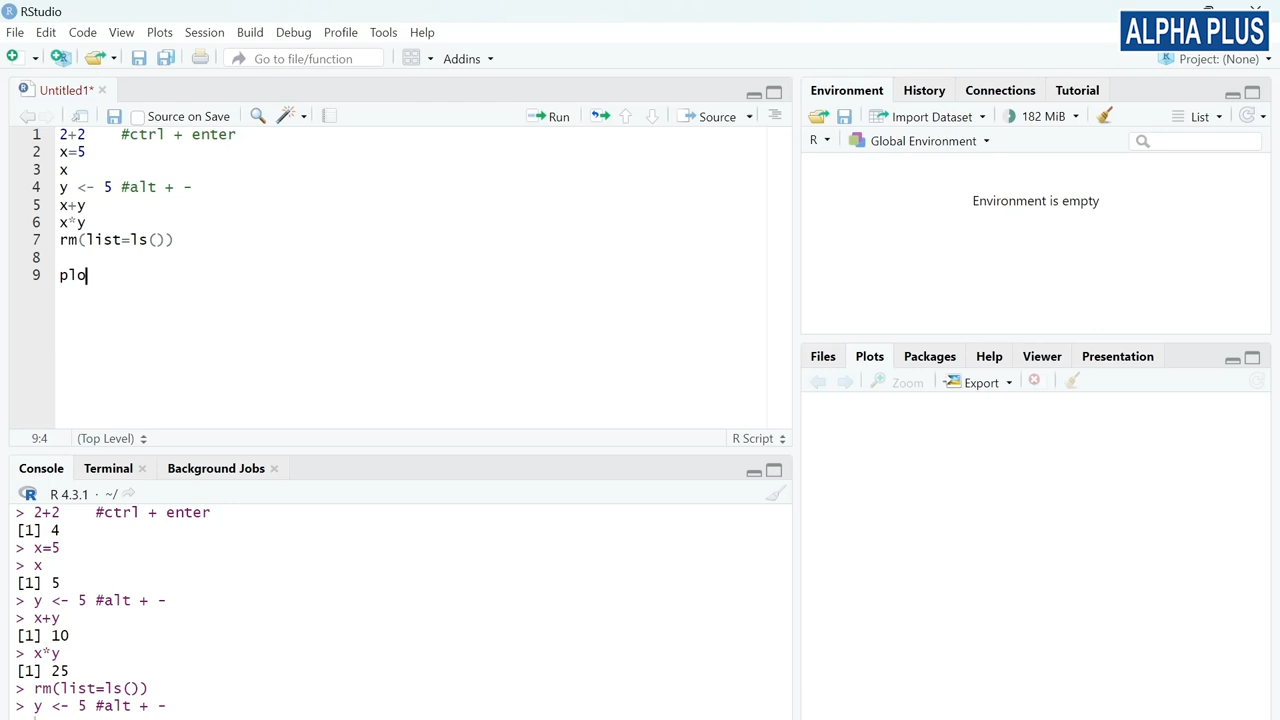 RStudio
ALPHA PLUS
File Edit Code View Plots Session Build Debug Profile Tools Help
Go to file/function Addins Project: (None)
Untitled1*
Source on Save Run Source
1 2+2    #ctrl + enter
2 x=5
3 x
4 y <- 5 #alt + -
5 x+y
6 x*y
7 rm(list=ls())
8
9 plo
9:4 (Top Level) R Script
Console Terminal Background Jobs
R 4.3.1 · ~/
> 2+2    #ctrl + enter
[1] 4
> x=5
> x
[1] 5
> y <- 5 #alt + -
> x+y
[1] 10
> x*y
[1] 25
> rm(list=ls())
> y <- 5 #alt + -
Environment History Connections Tutorial
Import Dataset 182 MiB List
R Global Environment
Environment is empty
Files Plots Packages Help Viewer Presentation
Zoom Export